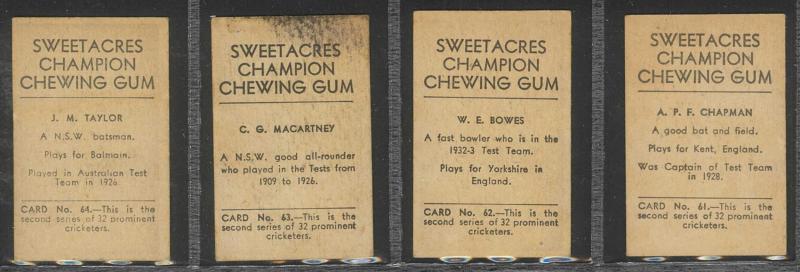 SWEETACRES
CHAMPION
CHEWING GUM
J. M. TAYLOR
A N.S.W. batsman.
Plays for Balmain.
Played in Australian Test
Team in 1926.
CARD No. 64.—This is the
second series of 32 prominent
cricketers.
SWEETACRES
CHAMPION
CHEWING GUM
C. G. MACARTNEY
A N.S.W. good all-rounder
who played in the Tests from
1909 to 1926.
CARD No. 63.—This is the
second series of 32 prominent
cricketers.
SWEETACRES
CHAMPION
CHEWING GUM
W. E. BOWES
A fast bowler who is in the
1932-3 Test Team.
Plays for Yorkshire in
England.
CARD No. 62.—This is the
second series of 32 prominent
cricketers.
SWEETACRES
CHAMPION
CHEWING GUM
A. P. F. CHAPMAN
A good bat and field.
Plays for Kent, England.
Was Captain of Test Team
in 1928.
CARD No. 61.—This is the
second series of 32 prominent
cricketers.